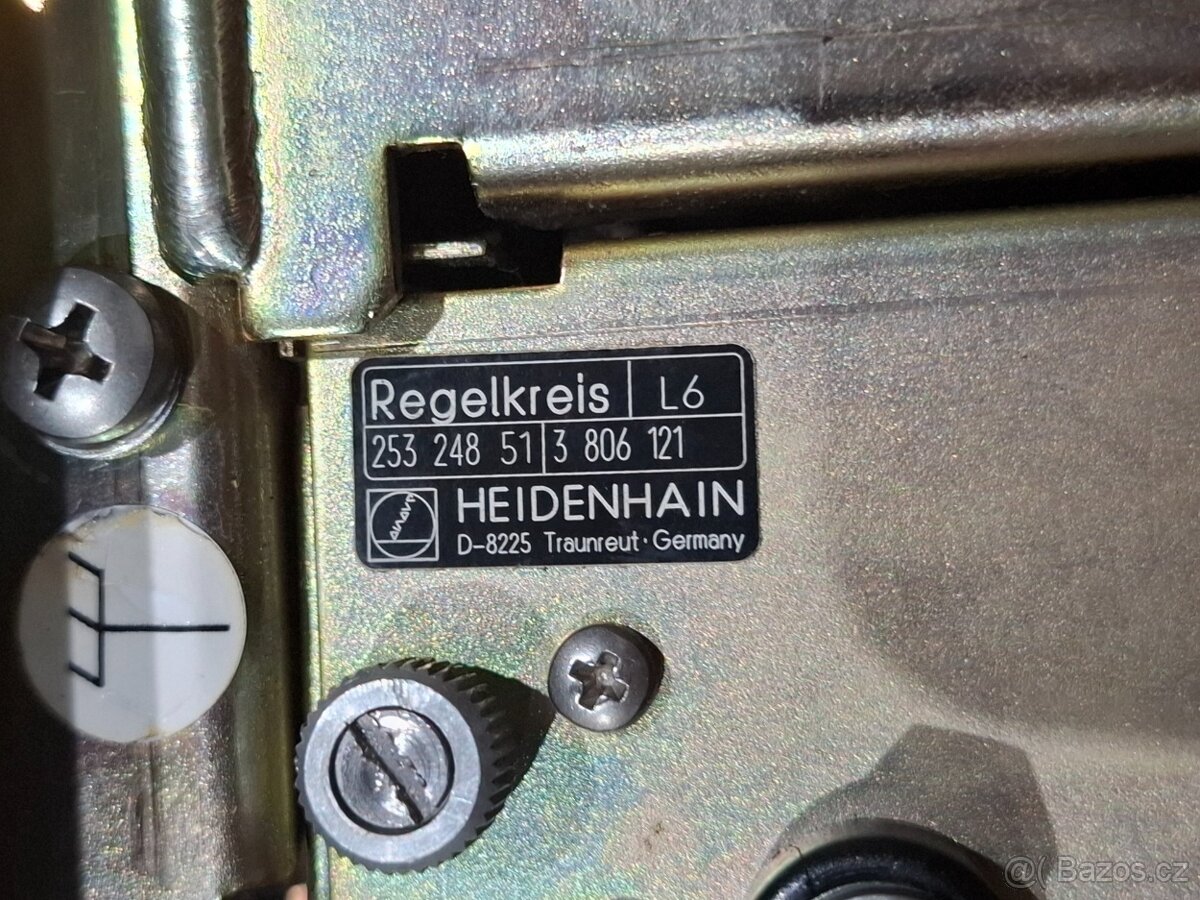 Regelkreis L6
253 248 51 3 806 121
HEIDENHAIN
D-8225 Traunreut · Germany
@( Bazos.cz